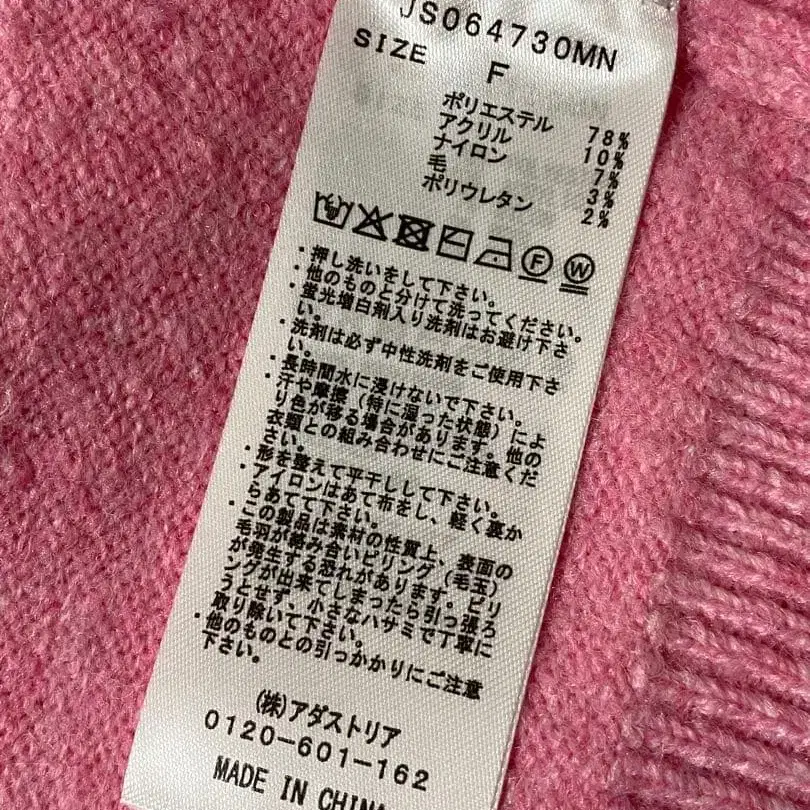 JS064730MN
SIZE F
ポリエステル 78%
アクリル 10%
ナイロン 7%
毛 3%
ポリウレタン 2%
F W
・押し洗いをして下さい。
・他のものと分けて洗ってください。
・蛍光増白剤入り洗剤はお避け下さ
い。
・洗剤は必ず中性洗剤をご使用下さ
い。
・長時間水に浸けないで下さい。
・汗や摩擦（特に湿った状態）によ
り色が移る場合があります。他の
衣類との組み合わせにご注意くだ
さい。
・形を整えて平干しして下さい。
・アイロンはあて布をし、軽く裏か
らあてて下さい。
・この製品は素材の性質上、表面の
毛羽が絡み合いピリング（毛玉）
が発生する恐れがあります。ピリ
ングが出来てしまったら引っ張ろ
うとせず、小さなハサミで丁寧に
取り除いて下さい。
・他のものとの引っかかりにご注意
下さい。
(株)アダストリア
0120-601-162
MADE IN CHINA